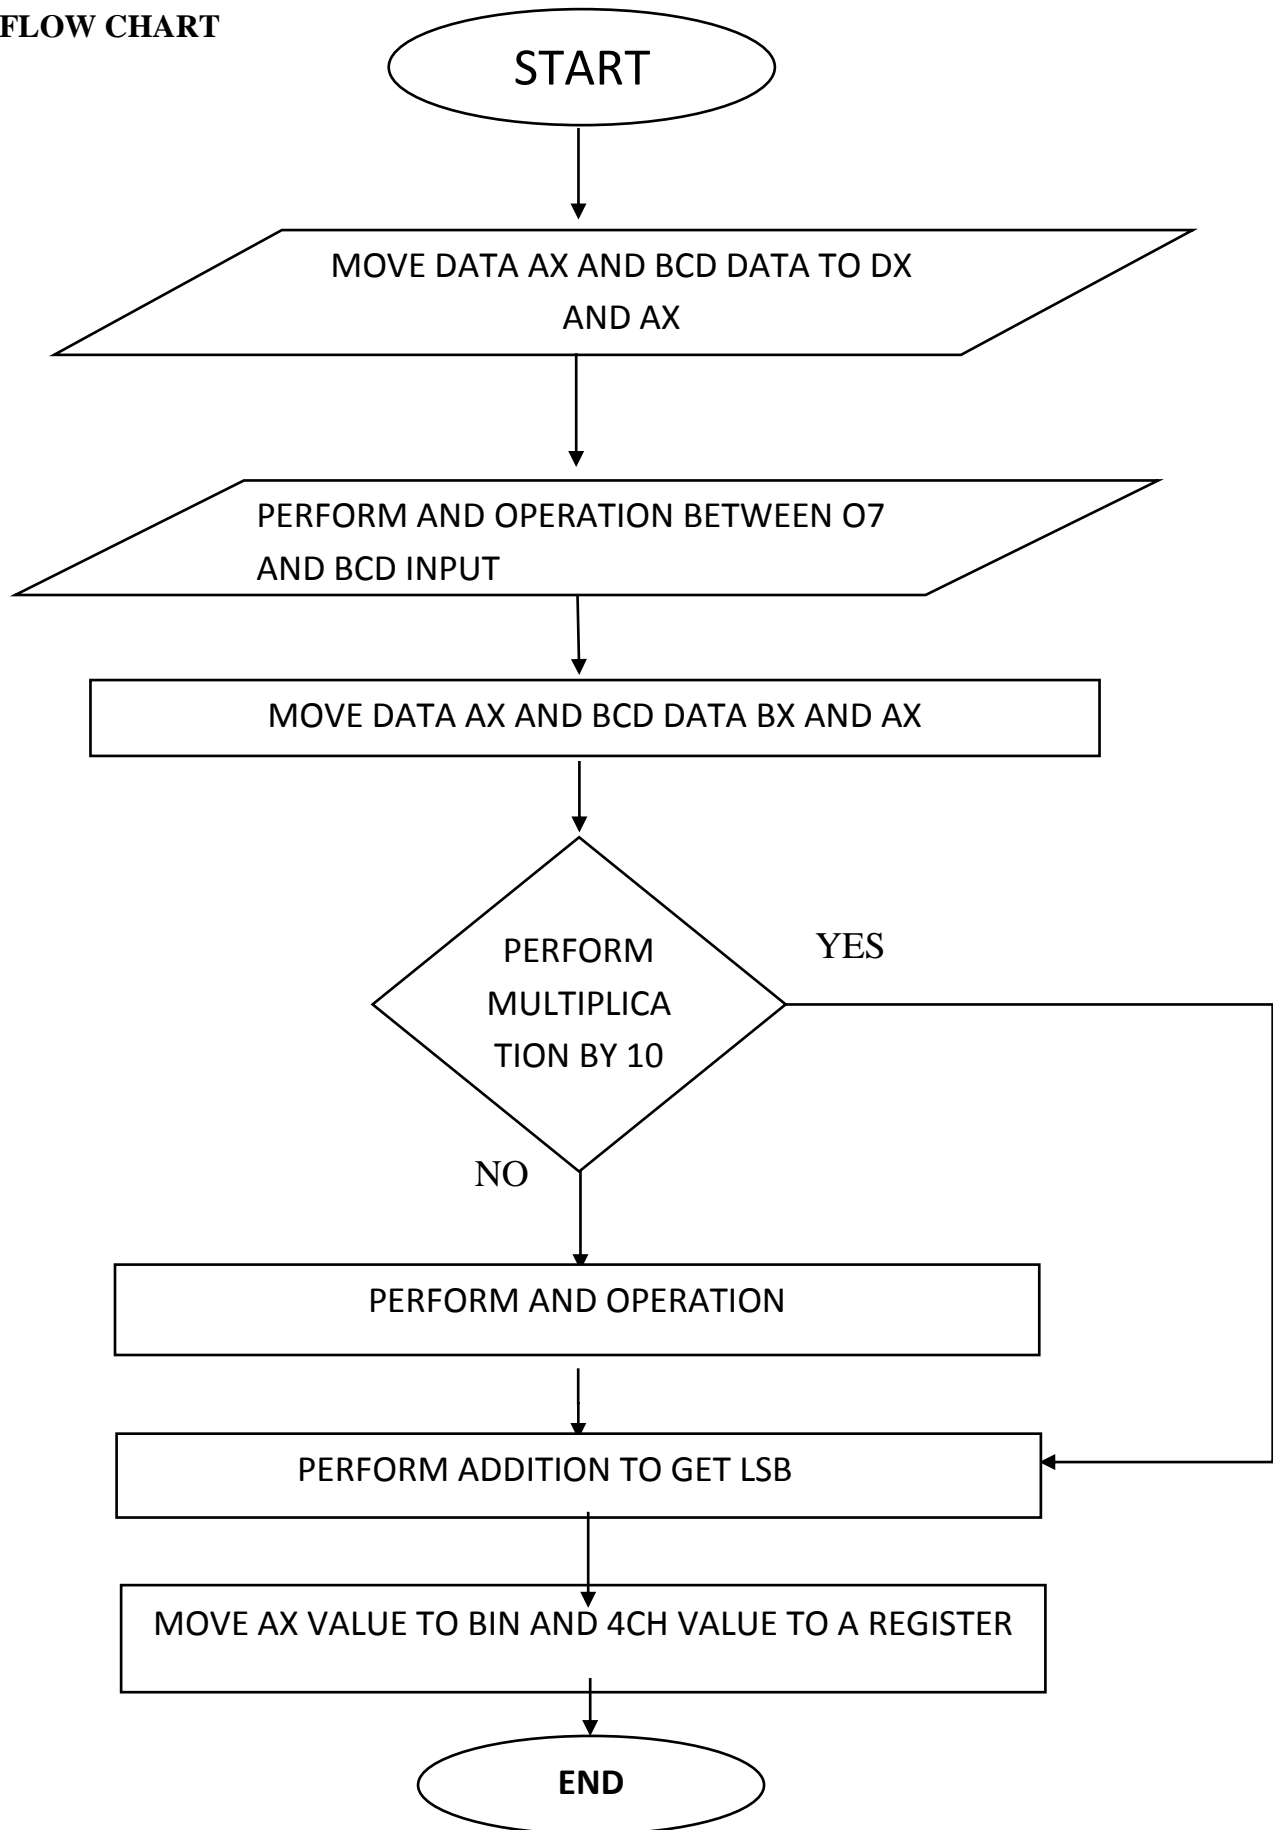 FLOW CHART
START
MOVE DATA AX AND BCD DATA TO DX
AND AX
PERFORM AND OPERATION BETWEEN O7
AND BCD INPUT
MOVE DATA AX AND BCD DATA BX AND AX
PERFORM
MULTIPLICA
TION BY 10
YES
NO
PERFORM AND OPERATION
PERFORM ADDITION TO GET LSB
MOVE AX VALUE TO BIN AND 4CH VALUE TO A REGISTER
END